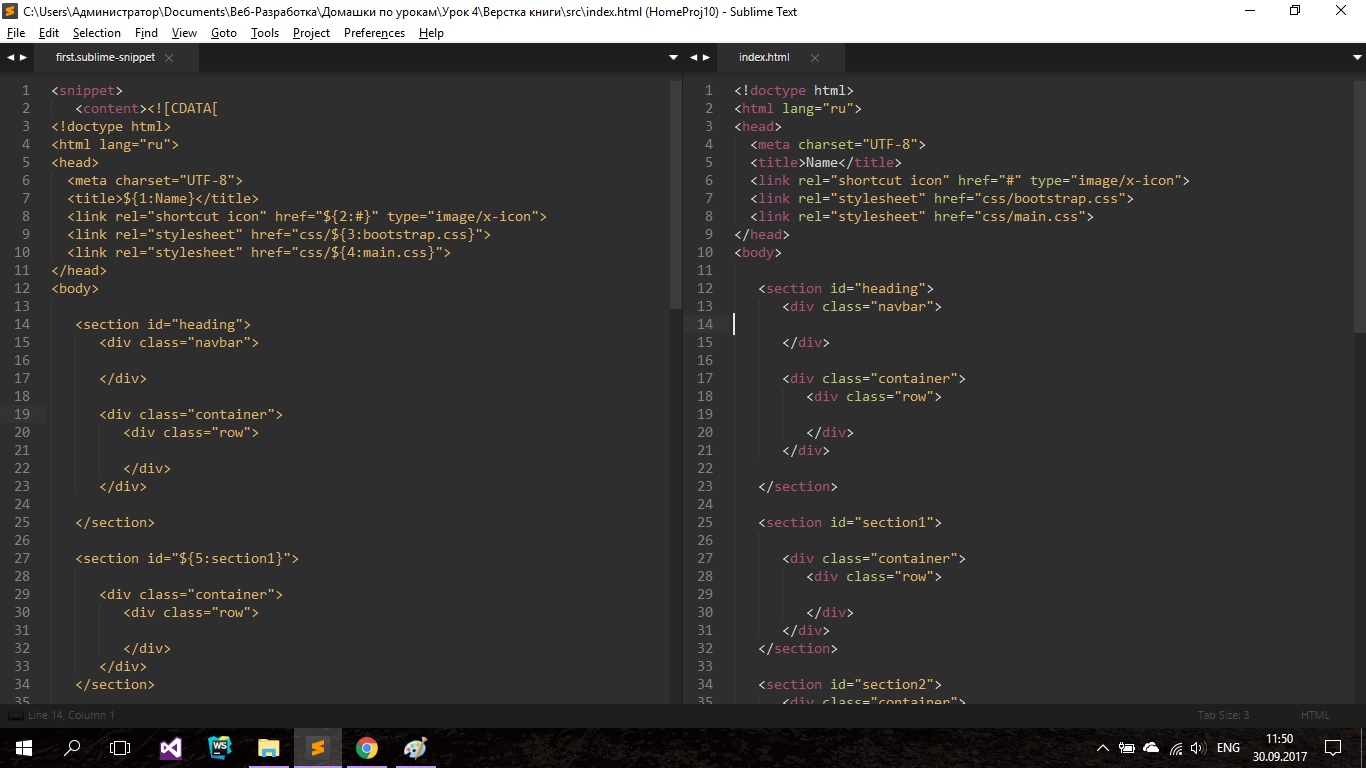 C:\Users\Администратор\Documents\Веб-Разработка\Домашки по урокам\Урок 4\Верстка книги\src\index.html (HomeProj10) - Sublime Text
File Edit Selection Find View Goto Tools Project Preferences Help
first.sublime-snippet
1 <snippet>
2 <content><![CDATA[
3 <!doctype html>
4 <html lang="ru">
5 <head>
6 <meta charset="UTF-8">
7 <title>${1:Name}</title>
8 <link rel="shortcut icon" href="${2:#}" type="image/x-icon">
9 <link rel="stylesheet" href="css/${3:bootstrap.css}">
10 <link rel="stylesheet" href="css/${4:main.css}">
11 </head>
12 <body>
13
14 <section id="heading">
15 <div class="navbar">
16
17 </div>
18
19 <div class="container">
20 <div class="row">
21
22 </div>
23 </div>
24
25 </section>
26
27 <section id="${5:section1}">
28
29 <div class="container">
30 <div class="row">
31
32 </div>
33 </div>
34 </section>
35
index.html
1 <!doctype html>
2 <html lang="ru">
3 <head>
4 <meta charset="UTF-8">
5 <title>Name</title>
6 <link rel="shortcut icon" href="#" type="image/x-icon">
7 <link rel="stylesheet" href="css/bootstrap.css">
8 <link rel="stylesheet" href="css/main.css">
9 </head>
10 <body>
11
12 <section id="heading">
13 <div class="navbar">
14
15 </div>
16
17 <div class="container">
18 <div class="row">
19
20 </div>
21 </div>
22
23 </section>
24
25 <section id="section1">
26
27 <div class="container">
28 <div class="row">
29
30 </div>
31 </div>
32 </section>
33
34 <section id="section2">
35 <div class="container">
Line 14, Column 1
Tab Size: 3
HTML
WS
ENG
11:50
30.09.2017